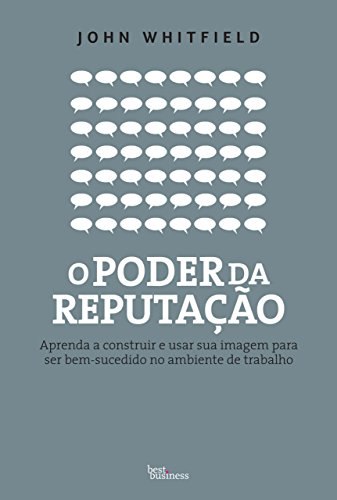 JOHN WHITFIELD
O PODER DA
REPUTAÇÃO
Aprenda a construir e usar sua imagem para
ser bem-sucedido no ambiente de trabalho
best.
business